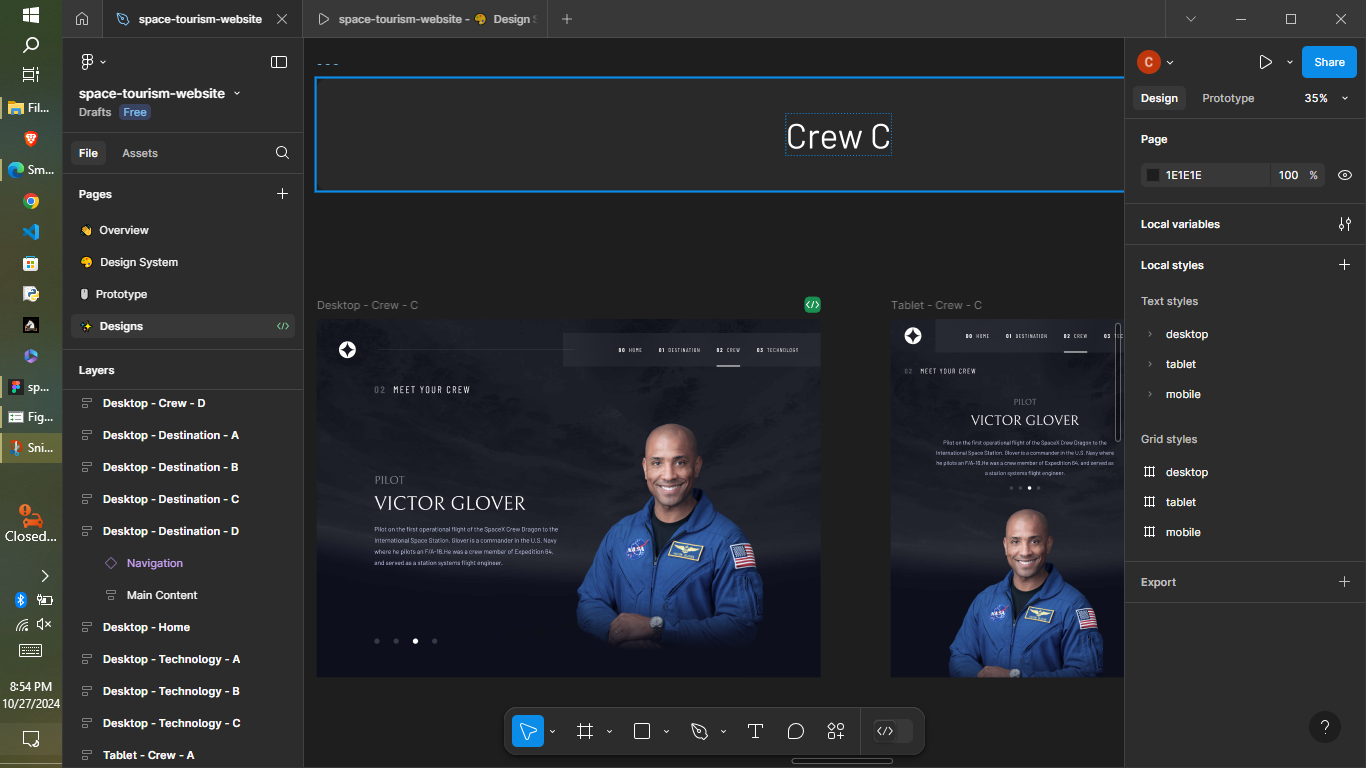 space-tourism-website
space-tourism-website - Design S
space-tourism-website
Drafts Free
File Assets
Pages
Overview
Design System
Prototype
Designs
Layers
Desktop - Crew - D
Desktop - Destination - A
Desktop - Destination - B
Desktop - Destination - C
Desktop - Destination - D
Navigation
Main Content
Desktop - Home
Desktop - Technology - A
Desktop - Technology - B
Desktop - Technology - C
Tablet - Crew - A
Fil...
Sm...
sp...
Fig...
Sni...
Closed...
8:54 PM
10/27/2024
Crew C
Desktop - Crew - C
00 HOME 01 DESTINATION 02 CREW 03 TECHNOLOGY
02 MEET YOUR CREW
PILOT
VICTOR GLOVER
Pilot on the first operational flight of the SpaceX Crew Dragon to the
International Space Station. Glover is a commander in the U.S. Navy
where he pilots an F/A-18.He was a crew member of Expedition 64,
and served as a station systems flight engineer.
NASA
Tablet - Crew - C
00 HOME 01 DESTINATION 02 CREW 03 TE
02 MEET YOUR CREW
PILOT
VICTOR GLOVER
Pilot on the first operational flight of the SpaceX Crew Dragon to the
International Space Station. Glover is a commander in the U.S. Navy where
he pilots an F/A-18.He was a crew member of Expedition 64, and served as
a station systems flight engineer.
NASA
C
Share
Design Prototype 35%
Page
1E1E1E 100 %
Local variables
Local styles
Text styles
desktop
tablet
mobile
Grid styles
desktop
tablet
mobile
Export
?